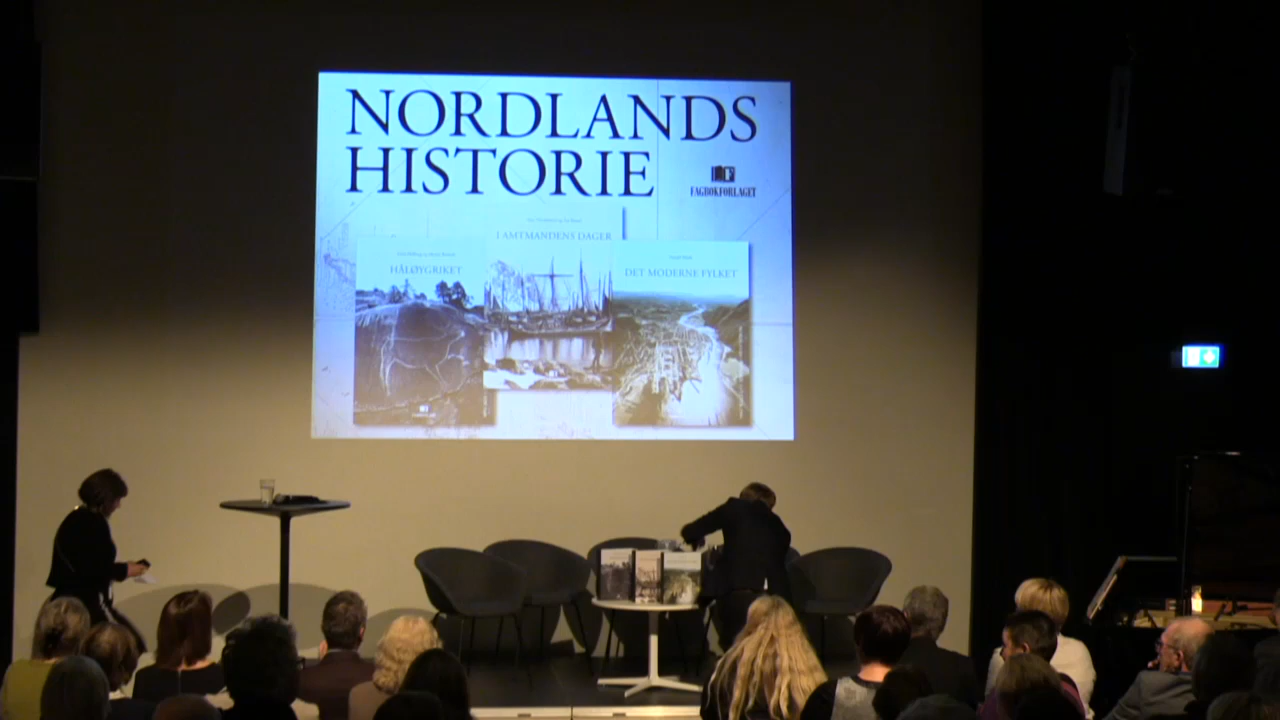 NORDLANDS
HISTORIE
FAGBOKFORLAGET
I AMTMANDENS DAGER
HÅLØYGRIKET
DET MODERNE FYLKET